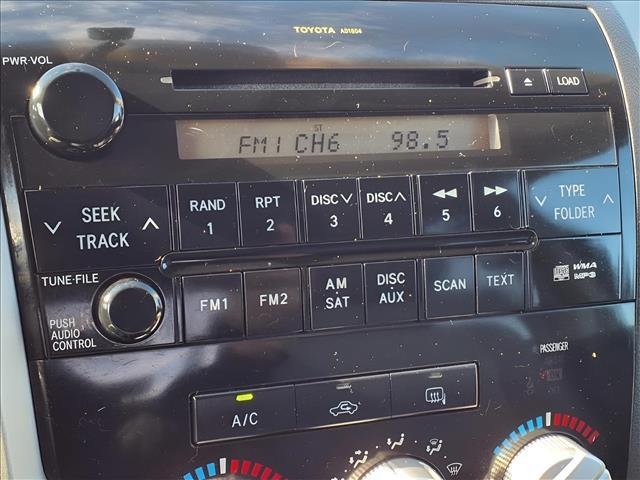 TOYOTA AD1804
PWR·VOL
LOAD
ST
FM1 CH6 98.5
SEEK TRACK
RAND 1
RPT 2
DISC 3
DISC 4
5
6
TYPE FOLDER
TUNE·FILE
PUSH AUDIO CONTROL
FM1
FM2
AM SAT
DISC AUX
SCAN
TEXT
WMA
MP3
PASSENGER
A/C